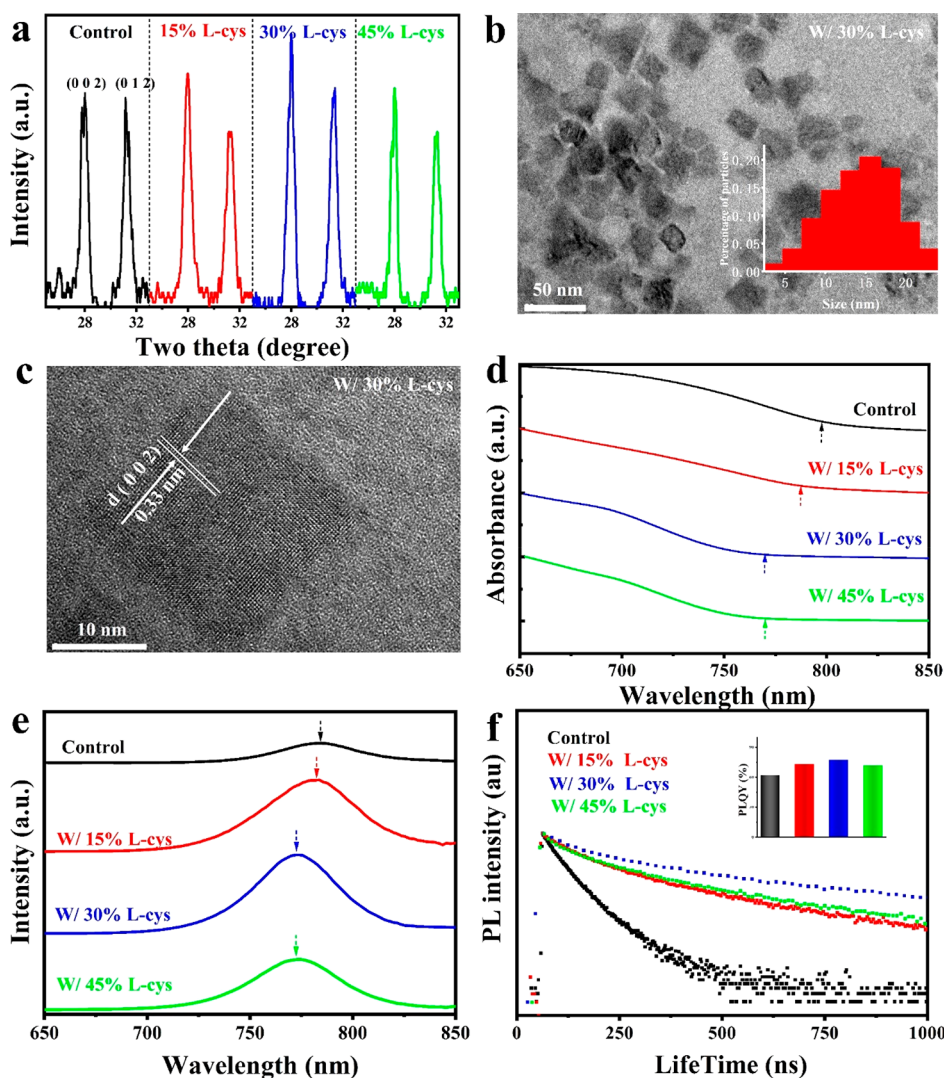 a
Control
15% L-cys
30% L-cys
45% L-cys
(0 0 2)
(0 1 2)
Intensity (a.u.)
28
32
28
32
28
32
28
32
Two theta (degree)
b
W/ 30% L-cys
50 nm
Percentage of particles
0. 20
0. 15
0. 10
0. 05
0. 00
5
10
15
20
Size (nm)
c
W/ 30% L-cys
d (0 0 2)
0.33 nm
10 nm
d
Control
W/ 15% L-cys
W/ 30% L-cys
W/ 45% L-cys
Absorbance (a.u.)
650
700
750
800
850
Wavelength (nm)
e
Control
W/ 15% L-cys
W/ 30% L-cys
W/ 45% L-cys
Intensity (a.u.)
650
700
750
800
850
Wavelength (nm)
f
Control
W/ 15% L-cys
W/ 30% L-cys
W/ 45% L-cys
PLQY (%)
PL intensity (au)
0
250
500
750
1000
LifeTime (ns)